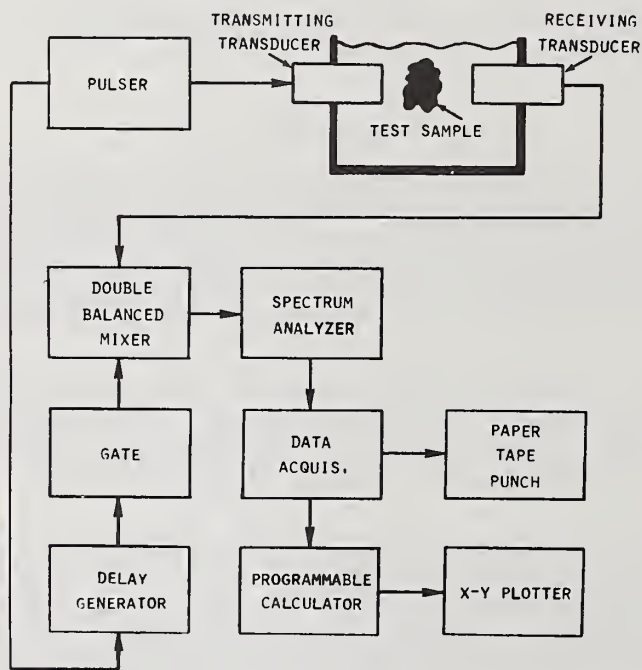 TRANSMITTING
TRANSDUCER
RECEIVING
TRANSDUCER
PULSER
TEST SAMPLE
DOUBLE
BALANCED
MIXER
SPECTRUM
ANALYZER
GATE
DATA
ACQUIS.
PAPER
TAPE
PUNCH
DELAY
GENERATOR
PROGRAMMABLE
CALCULATOR
X-Y PLOTTER